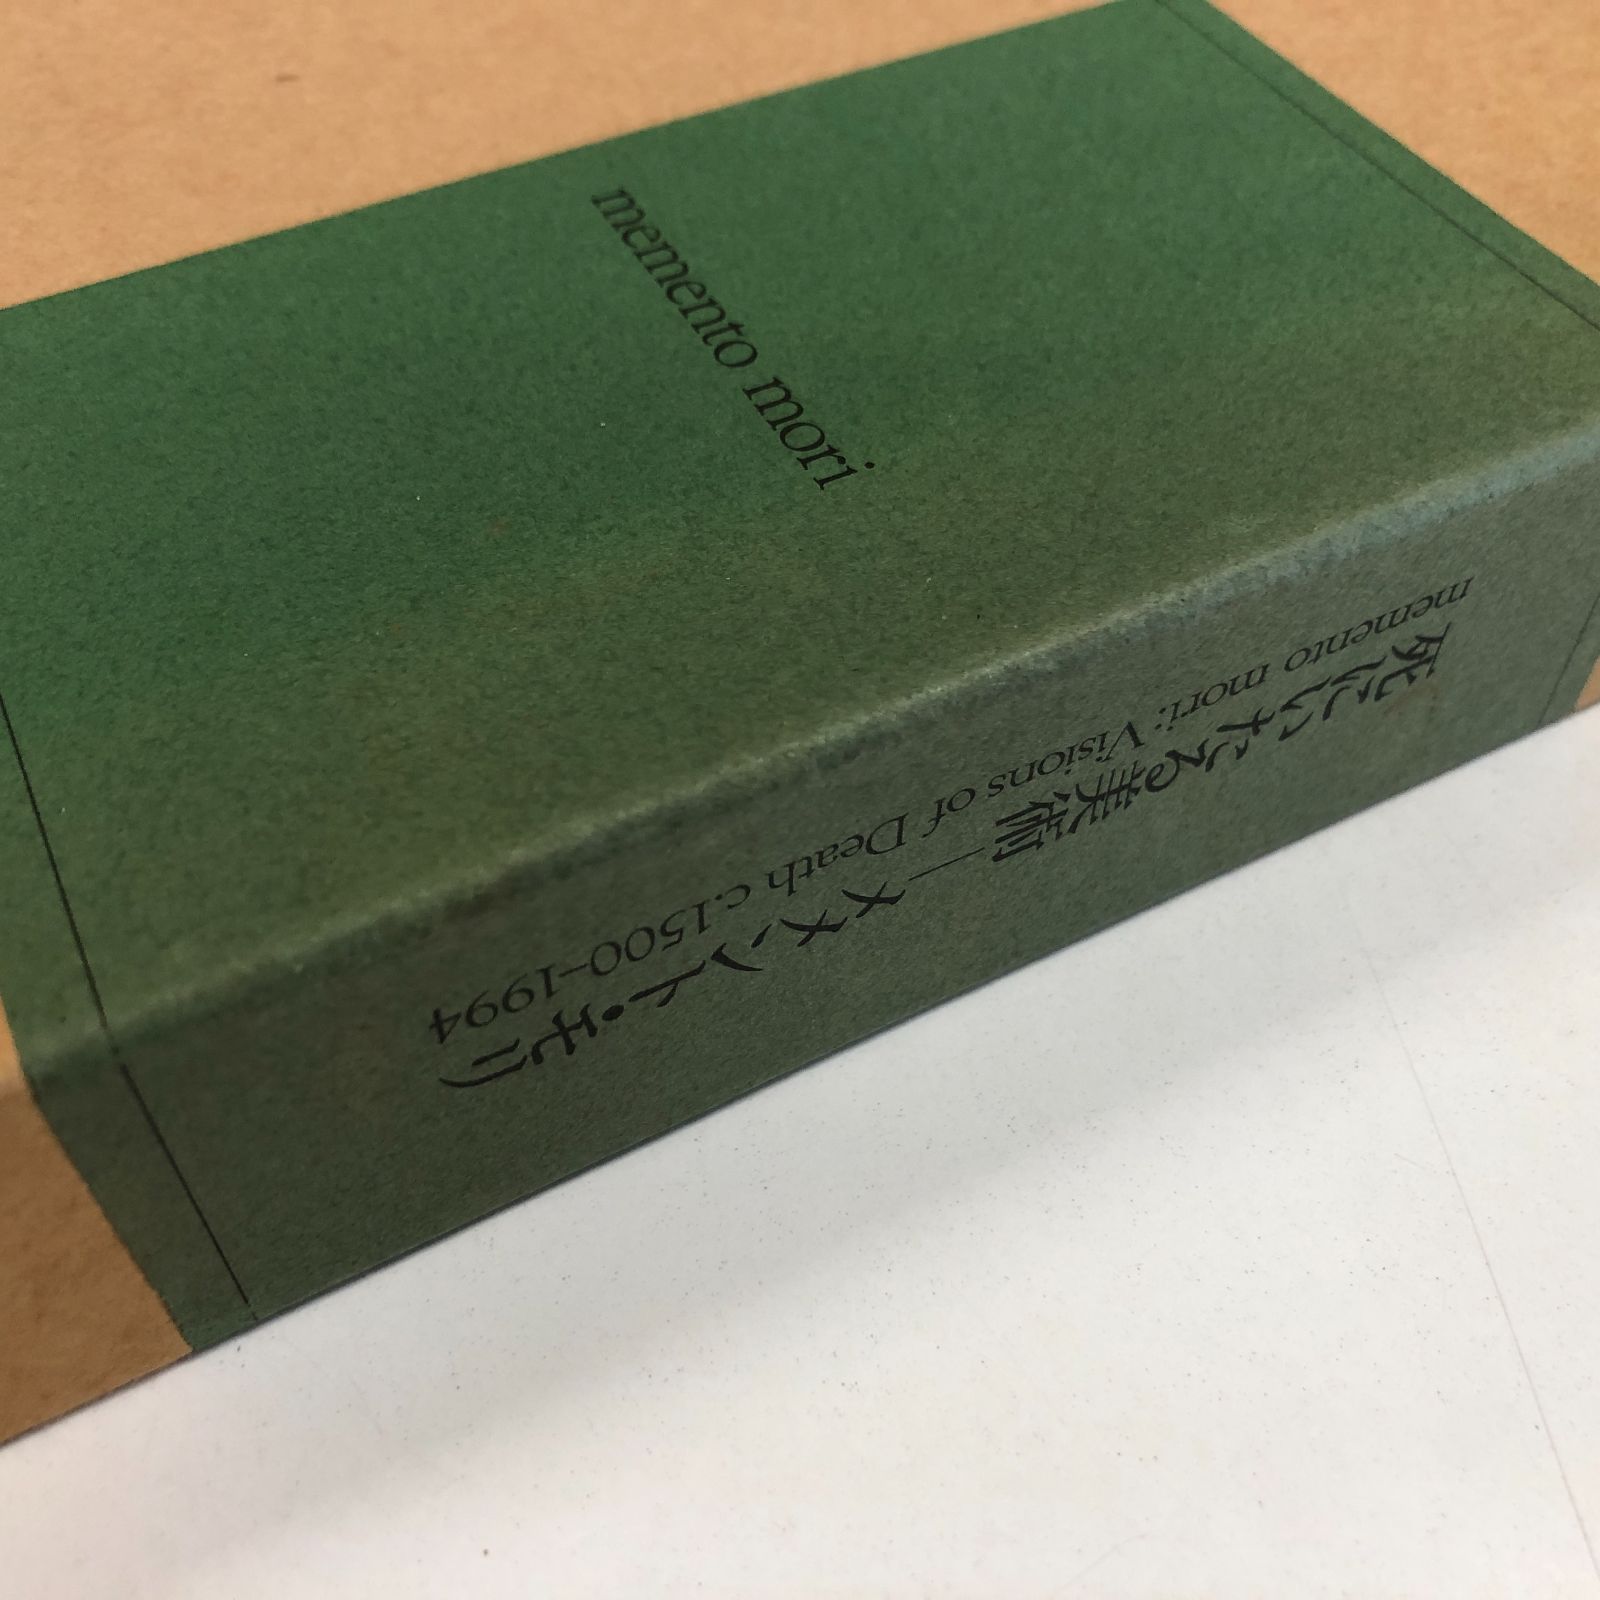 memento mori
死にいたる美術—メメント・モリ
memento mori: Visions of Death c.1500–1994